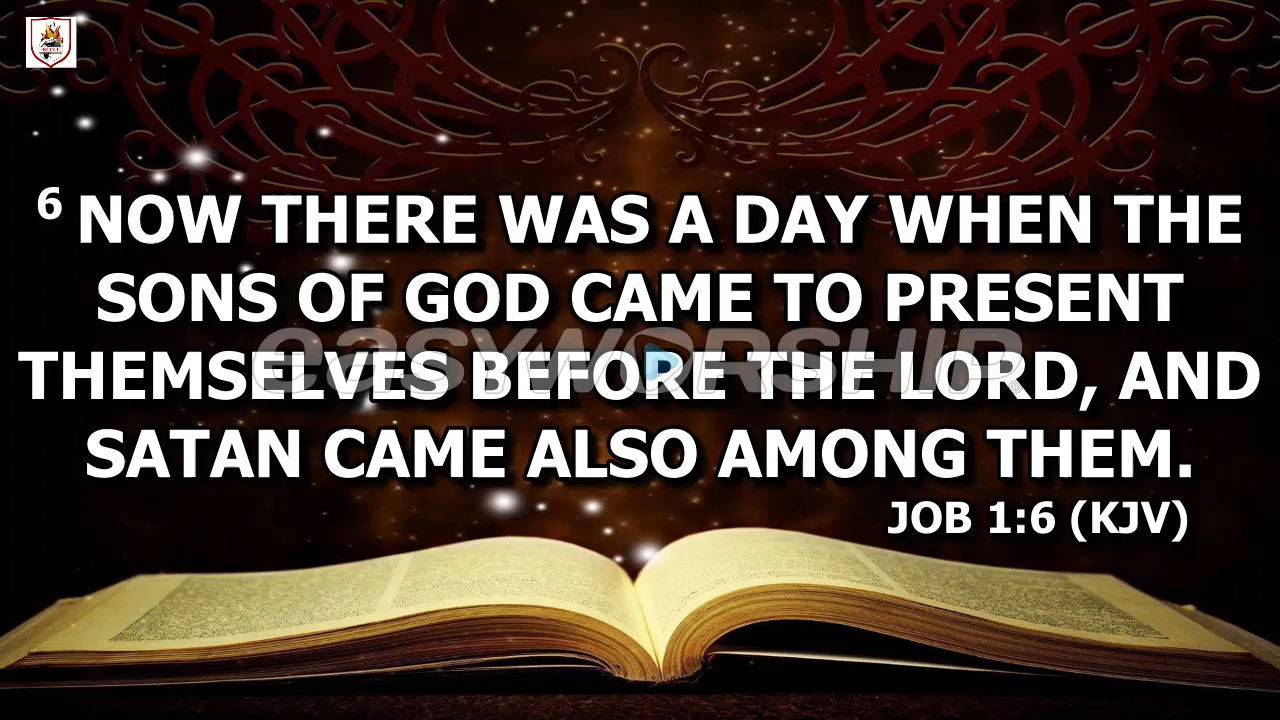 6 NOW THERE WAS A DAY WHEN THE
SONS OF GOD CAME TO PRESENT
THEMSELVES BEFORE THE LORD, AND
easyworship
SATAN CAME ALSO AMONG THEM.
JOB 1:6 (KJV)